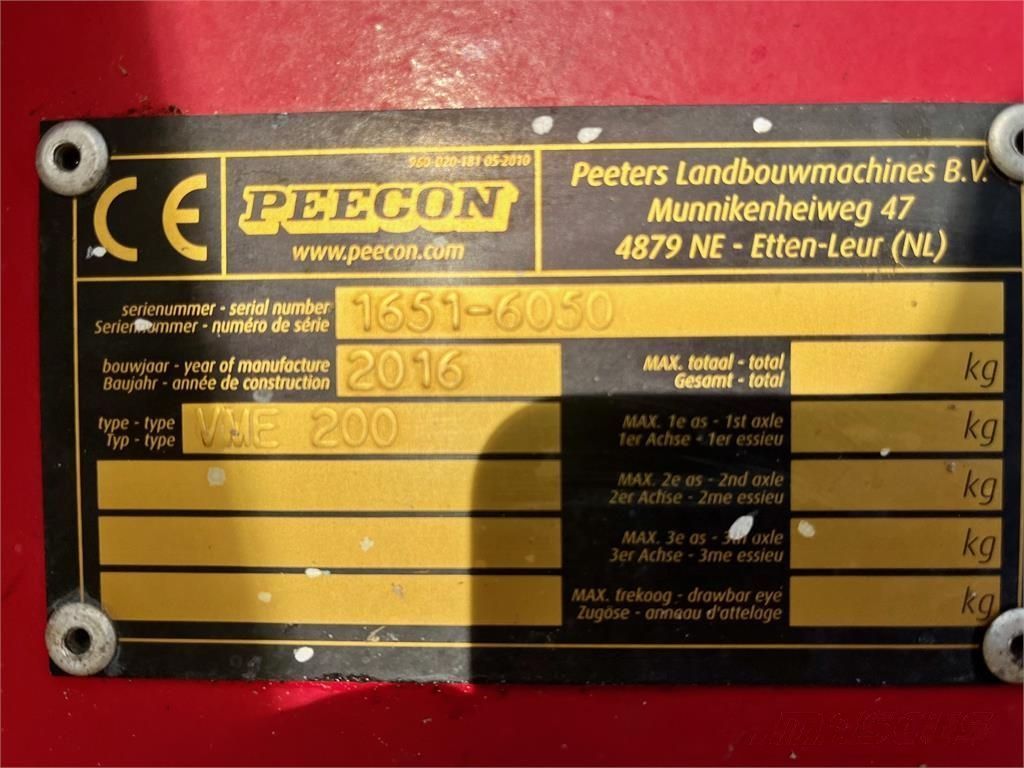 CE
960-020-181 05-2010
PEECON
www.peecon.com
Peeters Landbouwmachines B.V.
Munnikenheiweg 47
4879 NE - Etten-Leur (NL)
serienummer - serial number
Seriennummer - numéro de série
1651-6050
bouwjaar - year of manufacture
Baujahr - année de construction
2016
type - type
Typ - type
VME 200
MAX. totaal - total
Gesamt - total
kg
MAX. 1e as - 1st axle
1er Achse - 1er essieu
kg
MAX. 2e as - 2nd axle
2er Achse - 2me essieu
kg
MAX. 3e as - 3th axle
3er Achse - 3me essieu
kg
MAX. trekoog - drawbar eye
Zugöse - anneau d'attelage
kg
MASCUS